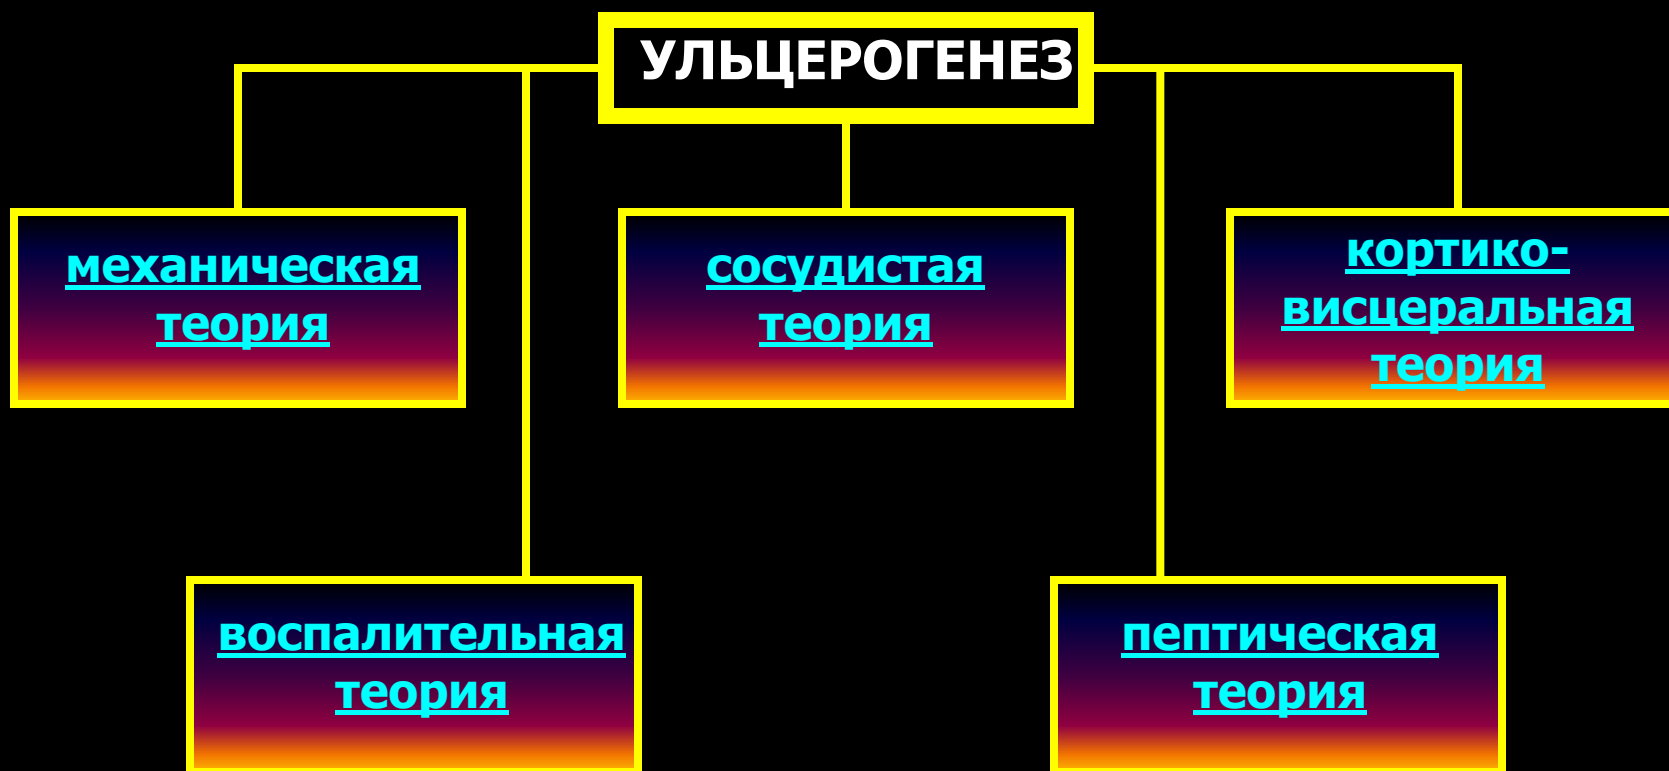 УЛЬЦЕРОГЕНЕЗ
механическая
теория
сосудистая
теория
кортико-
висцеральная
теория
воспалительная
теория
пептическая
теория